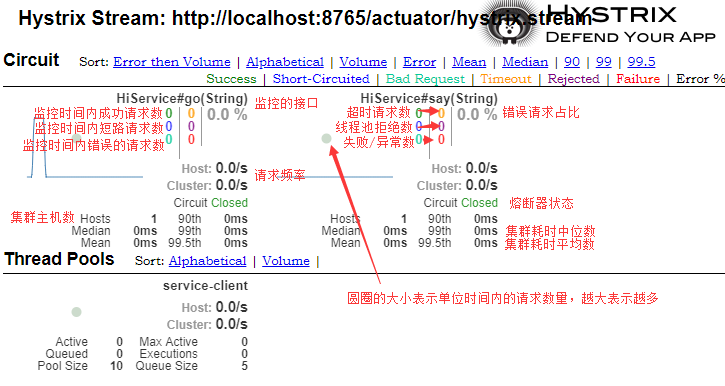 Hystrix Stream: http://localhost:8765/actuator/hystrix.stream
HYSTRIX
DEFEND YOUR APP
Circuit Sort: Error then Volume | Alphabetical | Volume | Error | Mean | Median | 90 | 99 | 99.5
Success | Short-Circuited | Bad Request | Timeout | Rejected | Failure | Error %
HiService#go(String) 监控的接口 HiService#say(String)
监控时间内成功请求数 0 0 0.0 % 超时请求数 0 0 0.0 % 错误请求占比
监控时间内短路请求数 0 0 线程池拒绝数 0 0
监控时间内错误的请求数 0 0 失败/异常数 0 0
Host: 0.0/s 请求频率 Host: 0.0/s
Cluster: 0.0/s Cluster: 0.0/s
Circuit Closed Circuit Closed 熔断器状态
集群主机数 Hosts 1 90th 0ms Hosts 1 90th 0ms
Median 0ms 99th 0ms Median 0ms 99th 0ms 集群耗时中位数
Mean 0ms 99.5th 0ms Mean 0ms 99.5th 0ms 集群耗时平均数
Thread Pools Sort: Alphabetical | Volume |
service-client
圆圈的大小表示单位时间内的请求数量，越大表示越多
Host: 0.0/s
Cluster: 0.0/s
Active 0 Max Active 0
Queued 0 Executions 0
Pool Size 10 Queue Size 5